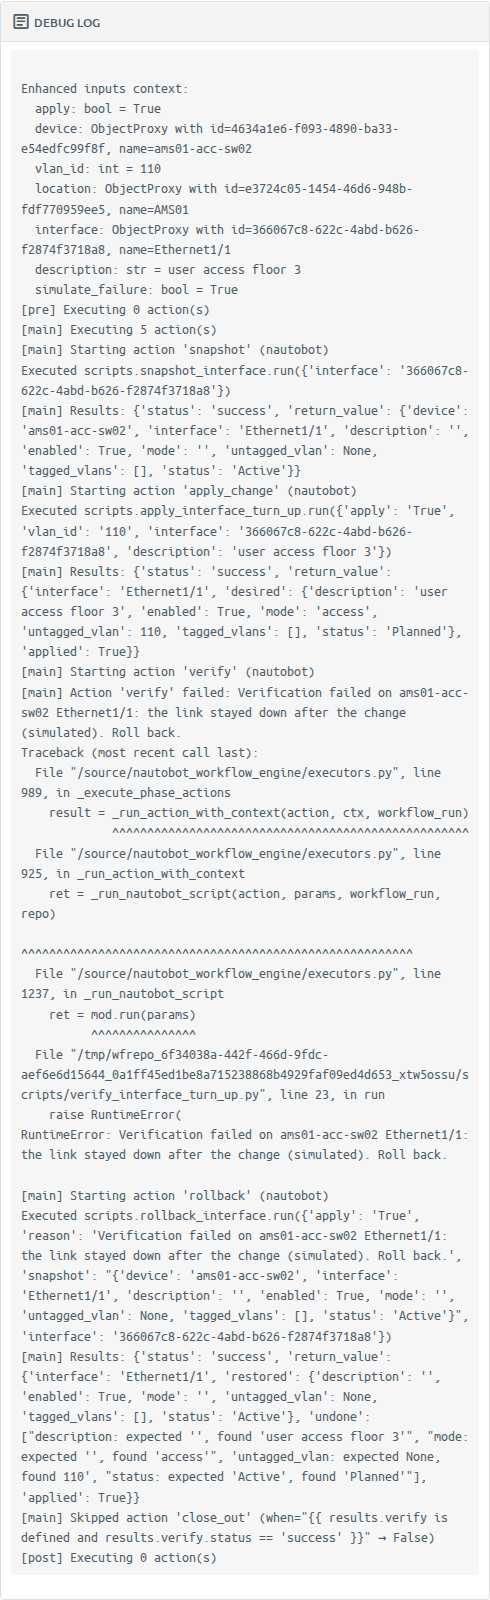 DEBUG LOG
Enhanced inputs context:
  apply: bool = True
  device: ObjectProxy with id=4634a1e6-f093-4890-ba33-
e54edfc99f8f, name=ams01-acc-sw02
  vlan_id: int = 110
  location: ObjectProxy with id=e3724c05-1454-46d6-948b-
fdf770959ee5, name=AMS01
  interface: ObjectProxy with id=366067c8-622c-4abd-b626-
f2874f3718a8, name=Ethernet1/1
  description: str = user access floor 3
  simulate_failure: bool = True
[pre] Executing 0 action(s)
[main] Executing 5 action(s)
[main] Starting action 'snapshot' (nautobot)
Executed scripts.snapshot_interface.run({'interface': '366067c8-
622c-4abd-b626-f2874f3718a8'})
[main] Results: {'status': 'success', 'return_value': {'device':
'ams01-acc-sw02', 'interface': 'Ethernet1/1', 'description': '',
'enabled': True, 'mode': '', 'untagged_vlan': None,
'tagged_vlans': [], 'status': 'Active'}}
[main] Starting action 'apply_change' (nautobot)
Executed scripts.apply_interface_turn_up.run({'apply': 'True',
'vlan_id': '110', 'interface': '366067c8-622c-4abd-b626-
f2874f3718a8', 'description': 'user access floor 3'})
[main] Results: {'status': 'success', 'return_value':
{'interface': 'Ethernet1/1', 'desired': {'description': 'user
access floor 3', 'enabled': True, 'mode': 'access',
'untagged_vlan': 110, 'tagged_vlans': [], 'status': 'Planned'},
'applied': True}}
[main] Starting action 'verify' (nautobot)
[main] Action 'verify' failed: Verification failed on ams01-acc-
sw02 Ethernet1/1: the link stayed down after the change
(simulated). Roll back.
Traceback (most recent call last):
  File "/source/nautobot_workflow_engine/executors.py", line
989, in _execute_phase_actions
    result = _run_action_with_context(action, ctx, workflow_run)
             ^^^^^^^^^^^^^^^^^^^^^^^^^^^^^^^^^^^^^^^^^^^^^^^^^^^
  File "/source/nautobot_workflow_engine/executors.py", line
925, in _run_action_with_context
    ret = _run_nautobot_script(action, params, workflow_run,
repo)
^^^^^^^^^^^^^^^^^^^^^^^^^^^^^^^^^^^^^^^^^^^^^^^^^^^^^^^^
  File "/source/nautobot_workflow_engine/executors.py", line
1237, in _run_nautobot_script
    ret = mod.run(params)
          ^^^^^^^^^^^^^^^
  File "/tmp/wfrepo_6f34038a-442f-466d-9fdc-
aef6e6d15644_0a1ff45ed1be8a715238868b4929faf09ed4d653_xtw5ossu/s
cripts/verify_interface_turn_up.py", line 23, in run
    raise RuntimeError(
RuntimeError: Verification failed on ams01-acc-sw02 Ethernet1/1:
the link stayed down after the change (simulated). Roll back.
[main] Starting action 'rollback' (nautobot)
Executed scripts.rollback_interface.run({'apply': 'True',
'reason': 'Verification failed on ams01-acc-sw02 Ethernet1/1:
the link stayed down after the change (simulated). Roll back.',
'snapshot': "{'device': 'ams01-acc-sw02', 'interface':
'Ethernet1/1', 'description': '', 'enabled': True, 'mode': '',
'untagged_vlan': None, 'tagged_vlans': [], 'status': 'Active'}",
'interface': '366067c8-622c-4abd-b626-f2874f3718a8'})
[main] Results: {'status': 'success', 'return_value':
{'interface': 'Ethernet1/1', 'restored': {'description': '',
'enabled': True, 'mode': '', 'untagged_vlan': None,
'tagged_vlans': [], 'status': 'Active'}, 'undone':
["description: expected '', found 'user access floor 3'", "mode:
expected '', found 'access'", 'untagged_vlan: expected None,
found 110', "status: expected 'Active', found 'Planned'"],
'applied': True}}
[main] Skipped action 'close_out' (when="{{ results.verify is
defined and results.verify.status == 'success' }}" → False)
[post] Executing 0 action(s)